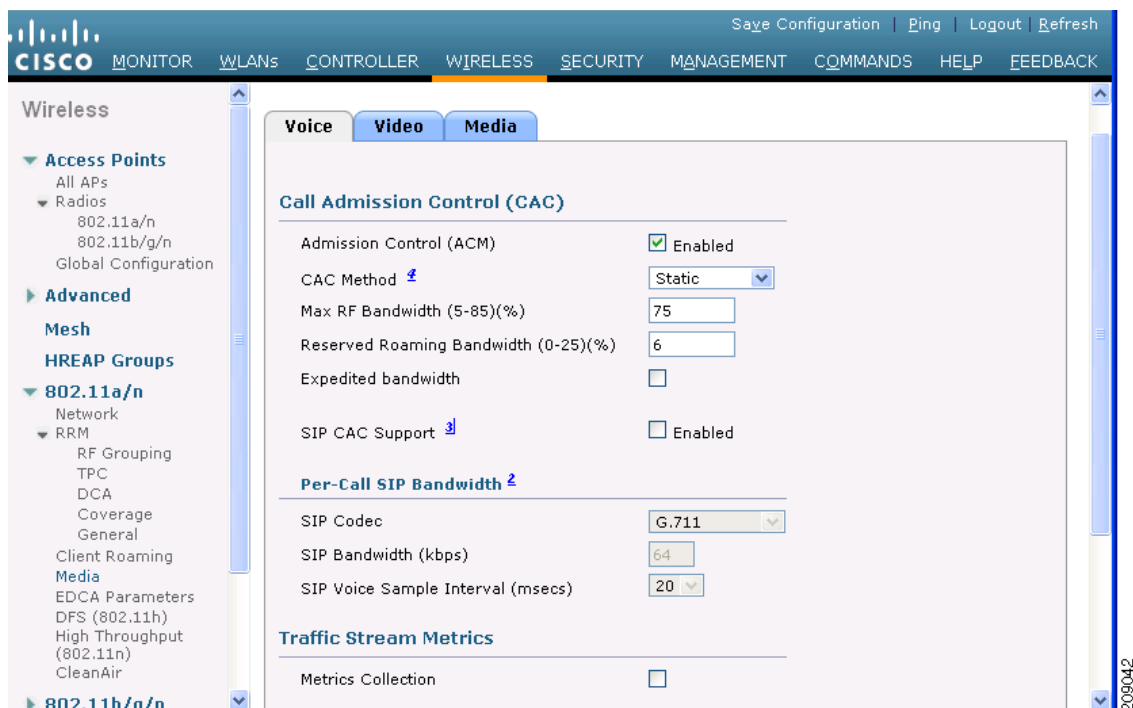 Save Configuration | Ping | Logout | Refresh
CISCO MONITOR WLANs CONTROLLER WIRELESS SECURITY MANAGEMENT COMMANDS HELP FEEDBACK
Wireless
Access Points
All APs
Radios
802.11a/n
802.11b/g/n
Global Configuration
Advanced
Mesh
HREAP Groups
802.11a/n
Network
RRM
RF Grouping
TPC
DCA
Coverage
General
Client Roaming
Media
EDCA Parameters
DFS (802.11h)
High Throughput
(802.11n)
CleanAir
802.11b/g/n
Voice Video Media
Call Admission Control (CAC)
Admission Control (ACM) Enabled
CAC Method 4 Static
Max RF Bandwidth (5-85)(%) 75
Reserved Roaming Bandwidth (0-25)(%) 6
Expedited bandwidth
SIP CAC Support 3 Enabled
Per-Call SIP Bandwidth 2
SIP Codec G.711
SIP Bandwidth (kbps) 64
SIP Voice Sample Interval (msecs) 20
Traffic Stream Metrics
Metrics Collection
209042